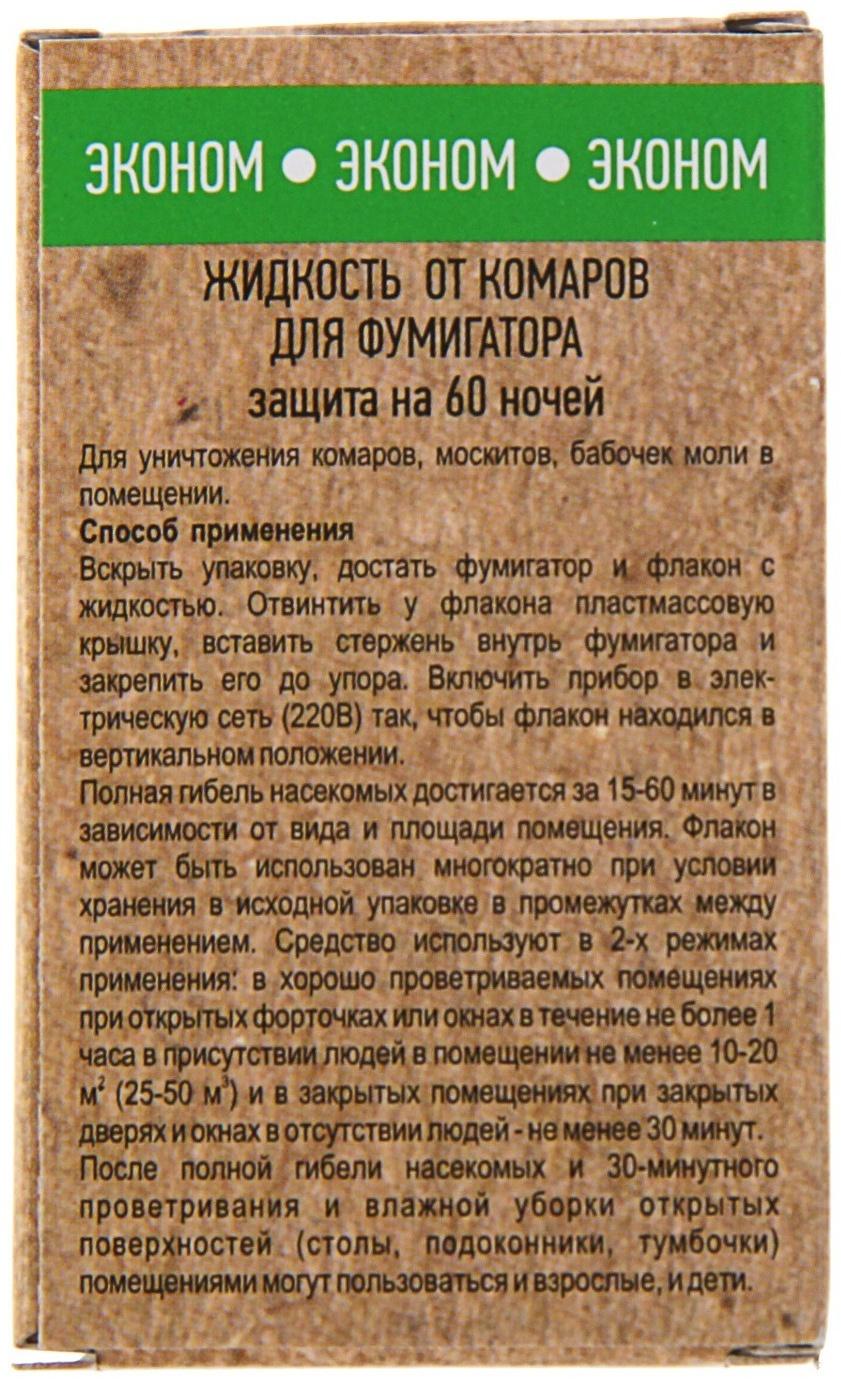 ЭКОНОМ • ЭКОНОМ • ЭКОНОМ
ЖИДКОСТЬ ОТ КОМАРОВ
ДЛЯ ФУМИГАТОРА
защита на 60 ночей
Для уничтожения комаров, москитов, бабочек моли в
помещении.
Способ применения
Вскрыть упаковку, достать фумигатор и флакон с
жидкостью. Отвинтить у флакона пластмассовую
крышку, вставить стержень внутрь фумигатора и
закрепить его до упора. Включить прибор в элек-
трическую сеть (220В) так, чтобы флакон находился в
вертикальном положении.
Полная гибель насекомых достигается за 15-60 минут в
зависимости от вида и площади помещения. Флакон
может быть использован многократно при условии
хранения в исходной упаковке в промежутках между
применением. Средство используют в 2-х режимах
применения: в хорошо проветриваемых помещениях
при открытых форточках или окнах в течение не более 1
часа в присутствии людей в помещении не менее 10-20
м² (25-50 м³) и в закрытых помещениях при закрытых
дверях и окнах в отсутствии людей - не менее 30 минут.
После полной гибели насекомых и 30-минутного
проветривания и влажной уборки открытых
поверхностей (столы, подоконники, тумбочки)
помещениями могут пользоваться и взрослые, и дети.